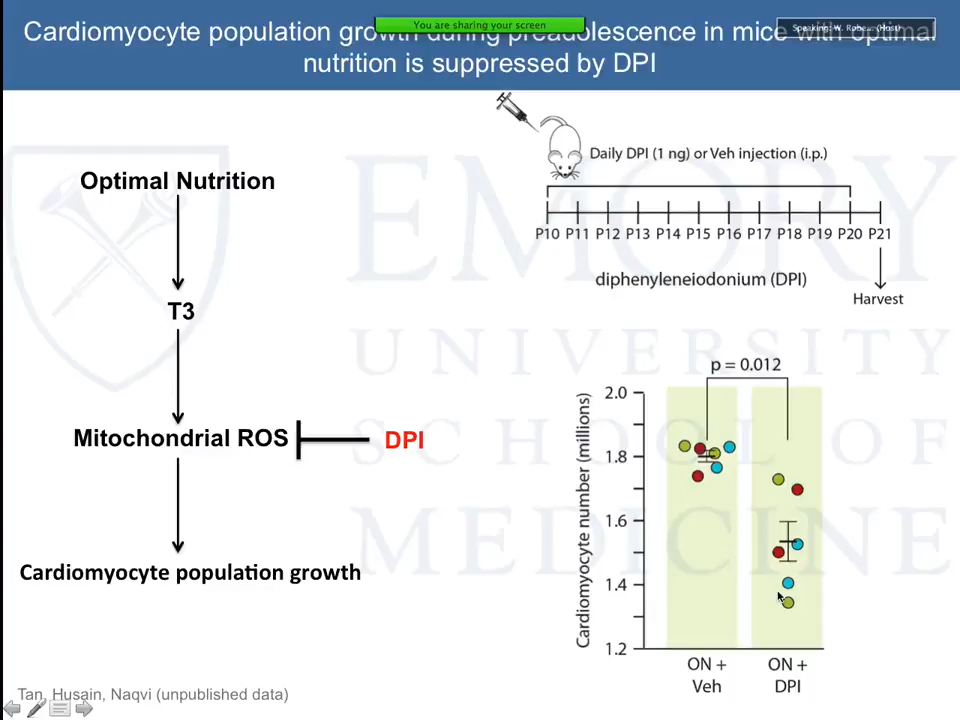 You are sharing your screen
Speaking: W. Robe... (Host)
Cardiomyocyte population growth during preadolescence in mice with optimal
nutrition is suppressed by DPI
Optimal Nutrition
T3
Mitochondrial ROS
DPI
Cardiomyocyte population growth
Daily DPI (1 ng) or Veh injection (i.p.)
P10 P11 P12 P13 P14 P15 P16 P17 P18 P19 P20 P21
diphenyleneiodonium (DPI)
Harvest
p = 0.012
Cardiomyocyte number (millions)
2.0
1.8
1.6
1.4
1.2
ON +
Veh
ON +
DPI
EMORY
UNIVERSITY
SCHOOL OF
MEDICINE
Tan, Husain, Naqvi (unpublished data)